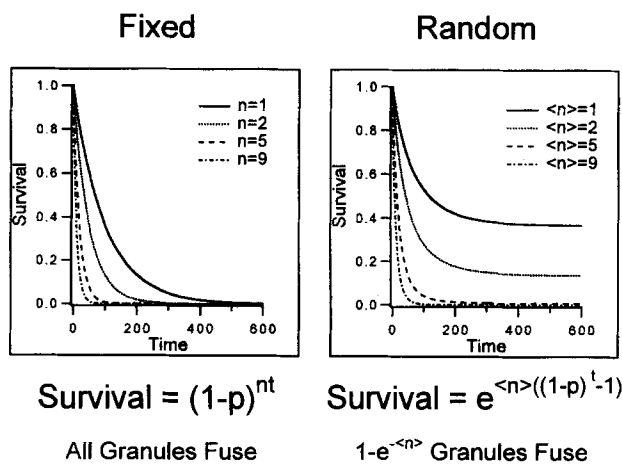 Fixed
Random
Survival
1.0
0.8
0.6
0.4
0.2
0.0
n=1
n=2
n=5
n=9
0
200
400
600
Time
Survival
1.0
0.8
0.6
0.4
0.2
0.0
<n>=1
<n>=2
<n>=5
<n>=9
0
200
400
600
Time
Survival = (1-p)^nt
Survival = e^<n>((1-p)^t-1)
All Granules Fuse
1-e^-<n> Granules Fuse